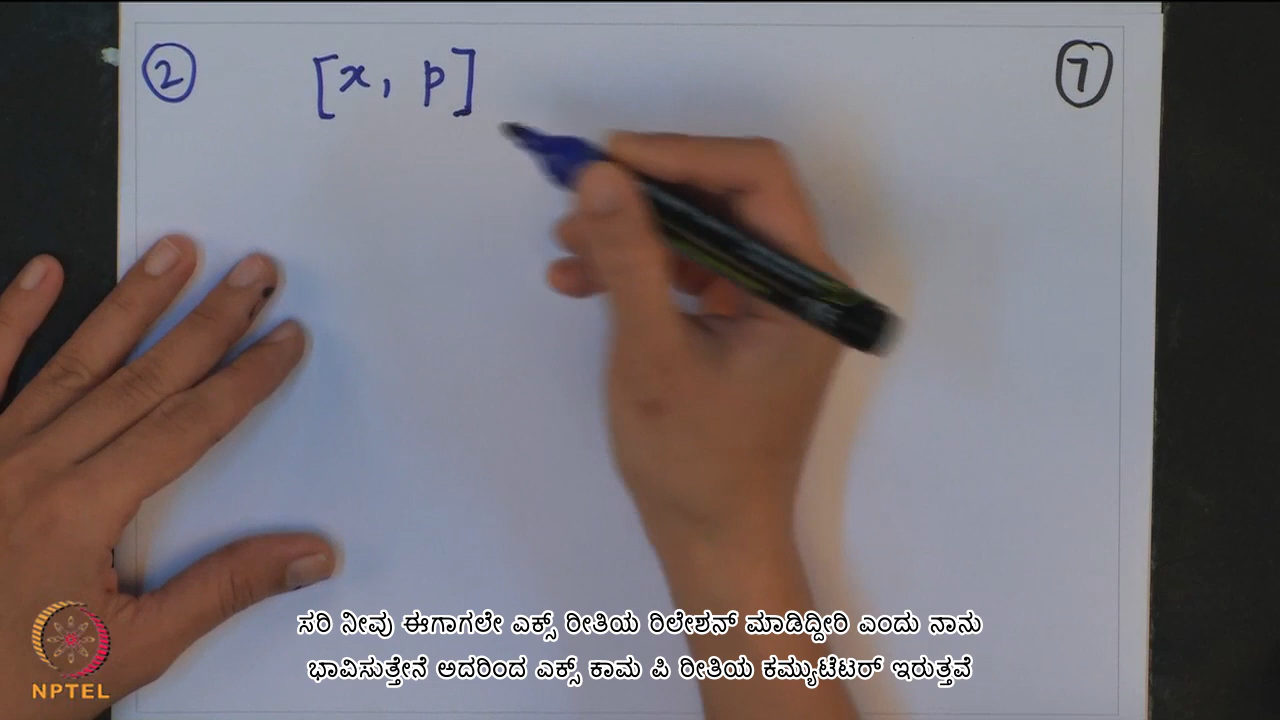 ② [x, p] ⑦
ಸರಿ ನೀವು ಈಗಾಗಲೇ ಎಕ್ಸ್ ರೀತಿಯ ರಿಲೇಶನ್ ಮಾಡಿದ್ದೀರಿ ಎಂದು ನಾನು
ಭಾವಿಸುತ್ತೇನೆ ಅದರಿಂದ ಎಕ್ಸ್ ಕಾಮ ಪಿ ರೀತಿಯ ಕಮ್ಯುಟೆಟರ್ ಇರುತ್ತವೆ
NPTEL